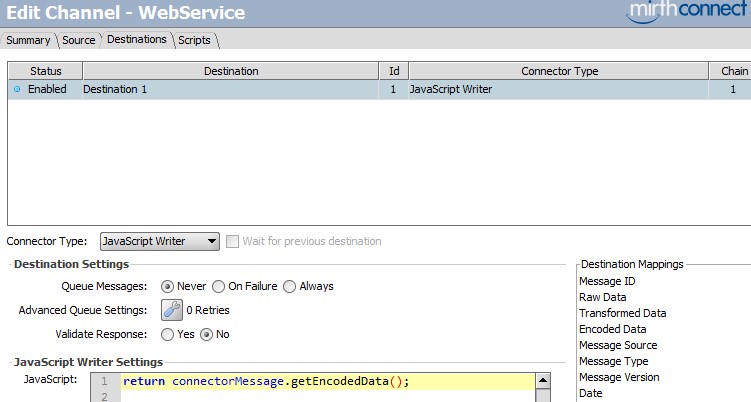 Edit Channel - WebService
mirthconnect
Summary Source Destinations Scripts
Status Destination Id Connector Type Chain
Enabled Destination 1 1 JavaScript Writer 1
Connector Type: JavaScript Writer Wait for previous destination
Destination Settings
Queue Messages: Never On Failure Always
Advanced Queue Settings: 0 Retries
Validate Response: Yes No
JavaScript Writer Settings
JavaScript: 1 return connectorMessage.getEncodedData();
2
Destination Mappings
Message ID
Raw Data
Transformed Data
Encoded Data
Message Source
Message Type
Message Version
Date